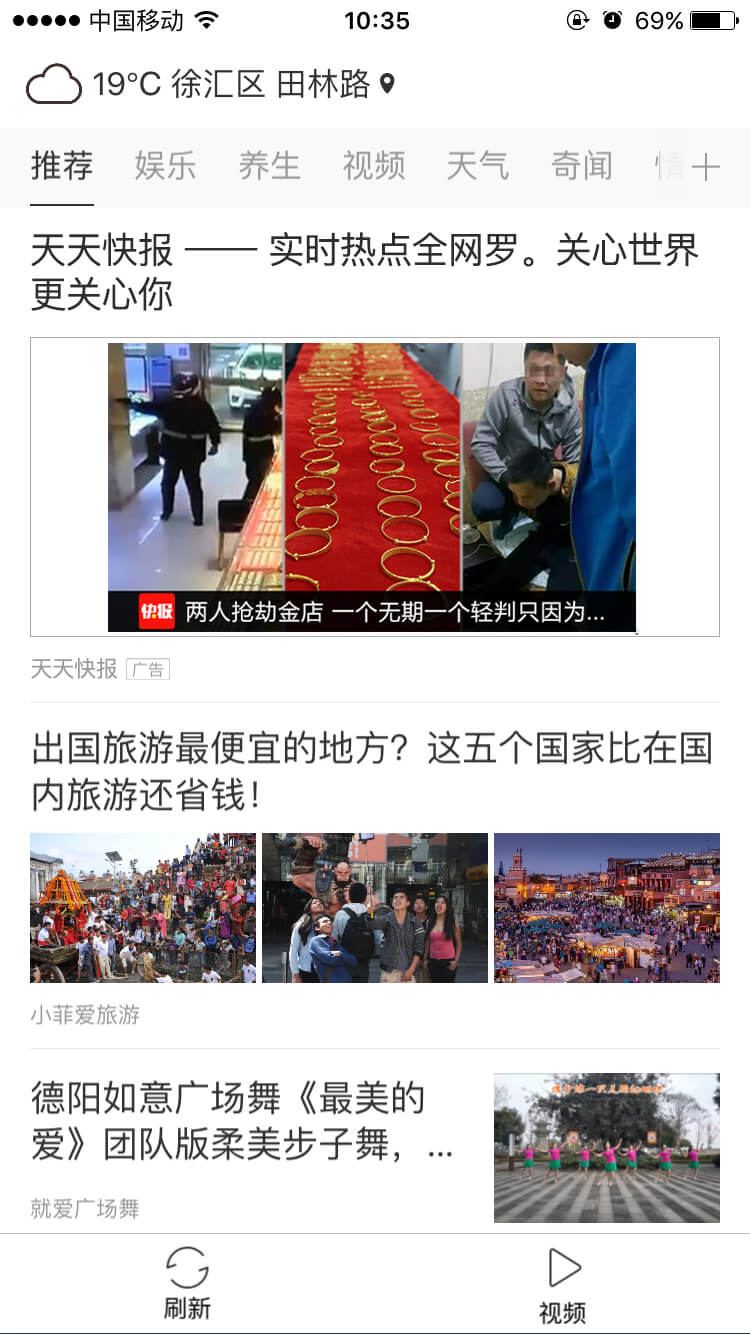 中国移动 10:35 69%
19°C 徐汇区 田林路
推荐 娱乐 养生 视频 天气 奇闻
天天快报 —— 实时热点全网罗。关心世界
更关心你
快报 两人抢劫金店 一个无期一个轻判只因为...
天天快报 广告
出国旅游最便宜的地方？这五个国家比在国
内旅游还省钱！
小菲爱旅游
德阳如意广场舞《最美的
爱》团队版柔美步子舞，...
就爱广场舞
刷新 视频